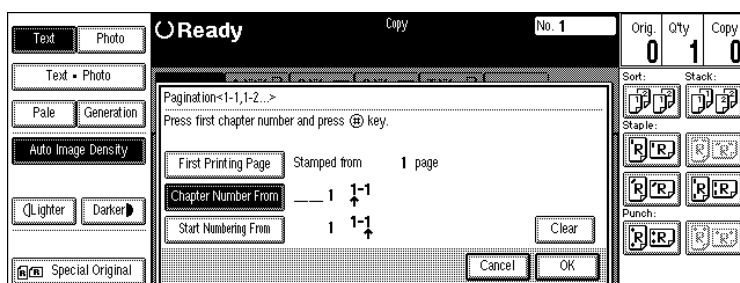 Text Photo
Text • Photo
Pale Generation
Auto Image Density
Lighter Darker
Special Original
Ready
Copy
No. 1
Orig. Q'ty Copy
0 1 0
Pagination<1-1,1-2...>
Press first chapter number and press # key.
First Printing Page Stamped from 1 page
Chapter Number From __1 1-1
Start Numbering From 1 1-1
Clear
Cancel OK
Sort: Stack:
Staple:
Punch: